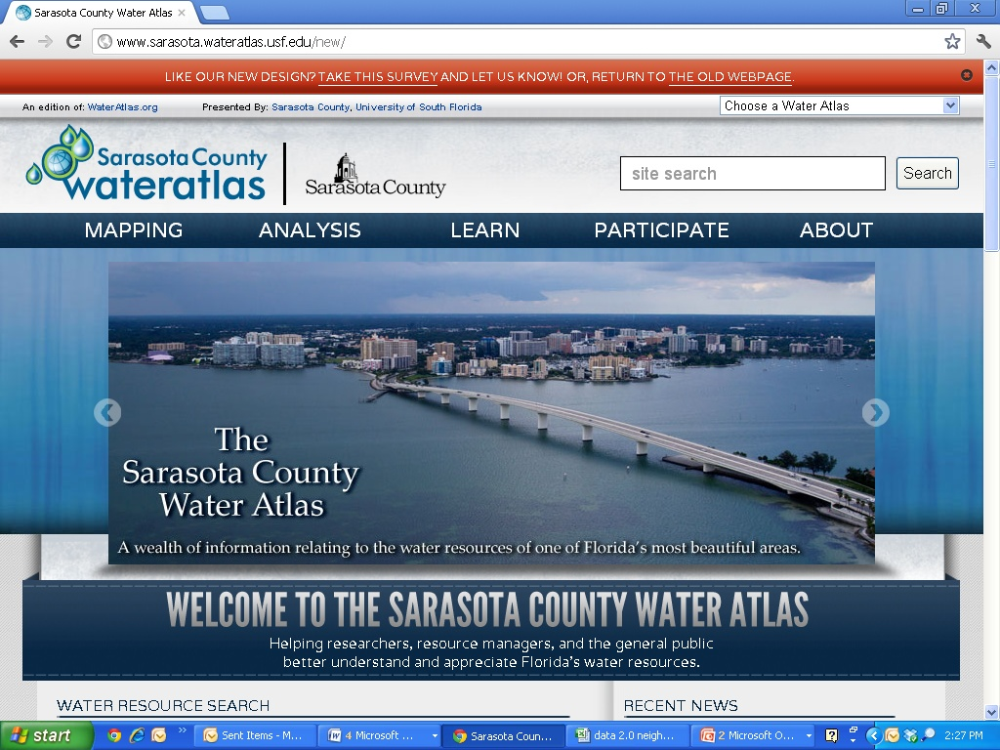 Sarasota County Water Atlas
www.sarasota.wateratlas.usf.edu/new/
LIKE OUR NEW DESIGN? TAKE THIS SURVEY AND LET US KNOW! OR, RETURN TO THE OLD WEBPAGE.
An edition of: WaterAtlas.org Presented By: Sarasota County, University of South Florida Choose a Water Atlas
Sarasota County
wateratlas
Sarasota County
site search Search
MAPPING ANALYSIS LEARN PARTICIPATE ABOUT
The
Sarasota County
Water Atlas
A wealth of information relating to the water resources of one of Florida's most beautiful areas.
WELCOME TO THE SARASOTA COUNTY WATER ATLAS
Helping researchers, resource managers, and the general public
better understand and appreciate Florida's water resources.
WATER RESOURCE SEARCH RECENT NEWS
start Sent Items - M... 4 Microsoft ... Sarasota Coun... data 2.0 neigh... 2 Microsoft O... 2:27 PM